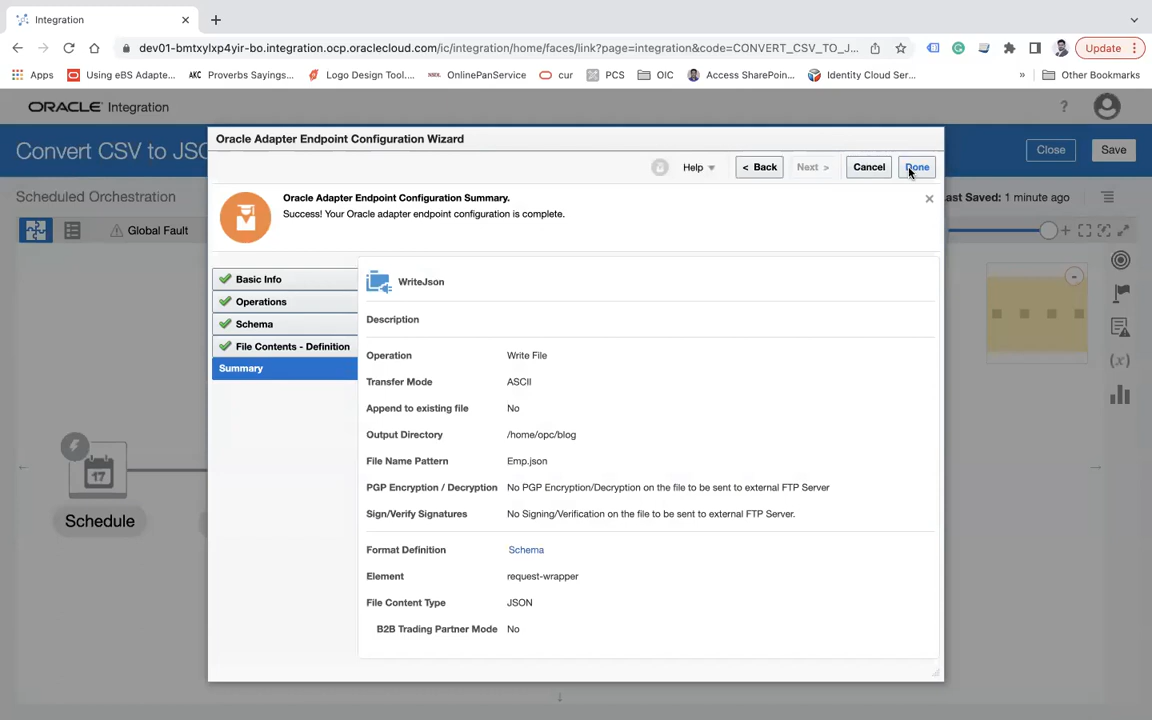 Integration
dev01-bmtxylxp4yir-bo.integration.ocp.oraclecloud.com/ic/integration/home/faces/link?page=integration&code=CONVERT_CSV_TO_J...
Update
Apps
Using eBS Adapte...
AKC Proverbs Sayings...
Logo Design Tool....
OnlinePanService
cur
PCS
OIC
Access SharePoin...
Identity Cloud Ser...
»
Other Bookmarks
ORACLE Integration
?
Convert CSV to JSO
Close
Save
Scheduled Orchestration
Last Saved: 1 minute ago
Global Fault
Oracle Adapter Endpoint Configuration Wizard
Help
< Back
Next >
Cancel
Done
Oracle Adapter Endpoint Configuration Summary.
Success! Your Oracle adapter endpoint configuration is complete.
Basic Info
Operations
Schema
File Contents - Definition
Summary
WriteJson
Description
Operation Write File
Transfer Mode ASCII
Append to existing file No
Output Directory /home/opc/blog
File Name Pattern Emp.json
PGP Encryption / Decryption No PGP Encryption/Decryption on the file to be sent to external FTP Server
Sign/Verify Signatures No Signing/Verification on the file to be sent to external FTP Server.
Format Definition Schema
Element request-wrapper
File Content Type JSON
B2B Trading Partner Mode No
17
Schedule
(x)